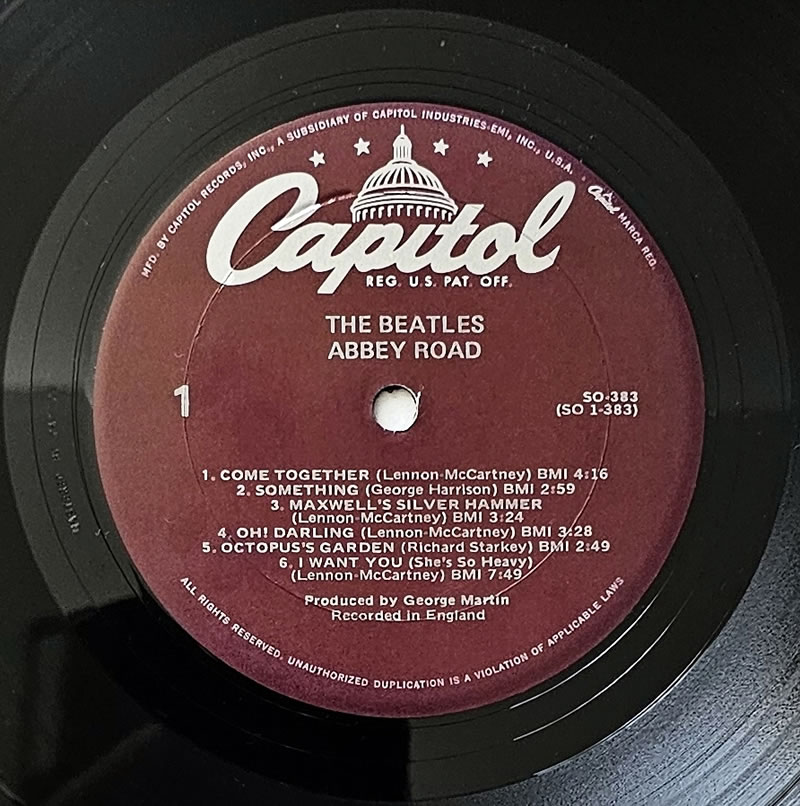 MFD. BY CAPITOL RECORDS, INC., A SUBSIDIARY OF CAPITOL INDUSTRIES-EMI, INC., U.S.A. · Capitol MARCA REG.
Capitol
REG. U.S. PAT. OFF.
THE BEATLES
ABBEY ROAD
1
SO-383
(SO 1-383)
1. COME TOGETHER (Lennon-McCartney) BMI 4:16
2. SOMETHING (George Harrison) BMI 2:59
3. MAXWELL'S SILVER HAMMER
(Lennon-McCartney) BMI 3:24
4. OH! DARLING (Lennon-McCartney) BMI 3:28
5. OCTOPUS'S GARDEN (Richard Starkey) BMI 2:49
6. I WANT YOU (She's So Heavy)
(Lennon-McCartney) BMI 7:49
Produced by George Martin
Recorded in England
ALL RIGHTS RESERVED. UNAUTHORIZED DUPLICATION IS A VIOLATION OF APPLICABLE LAWS